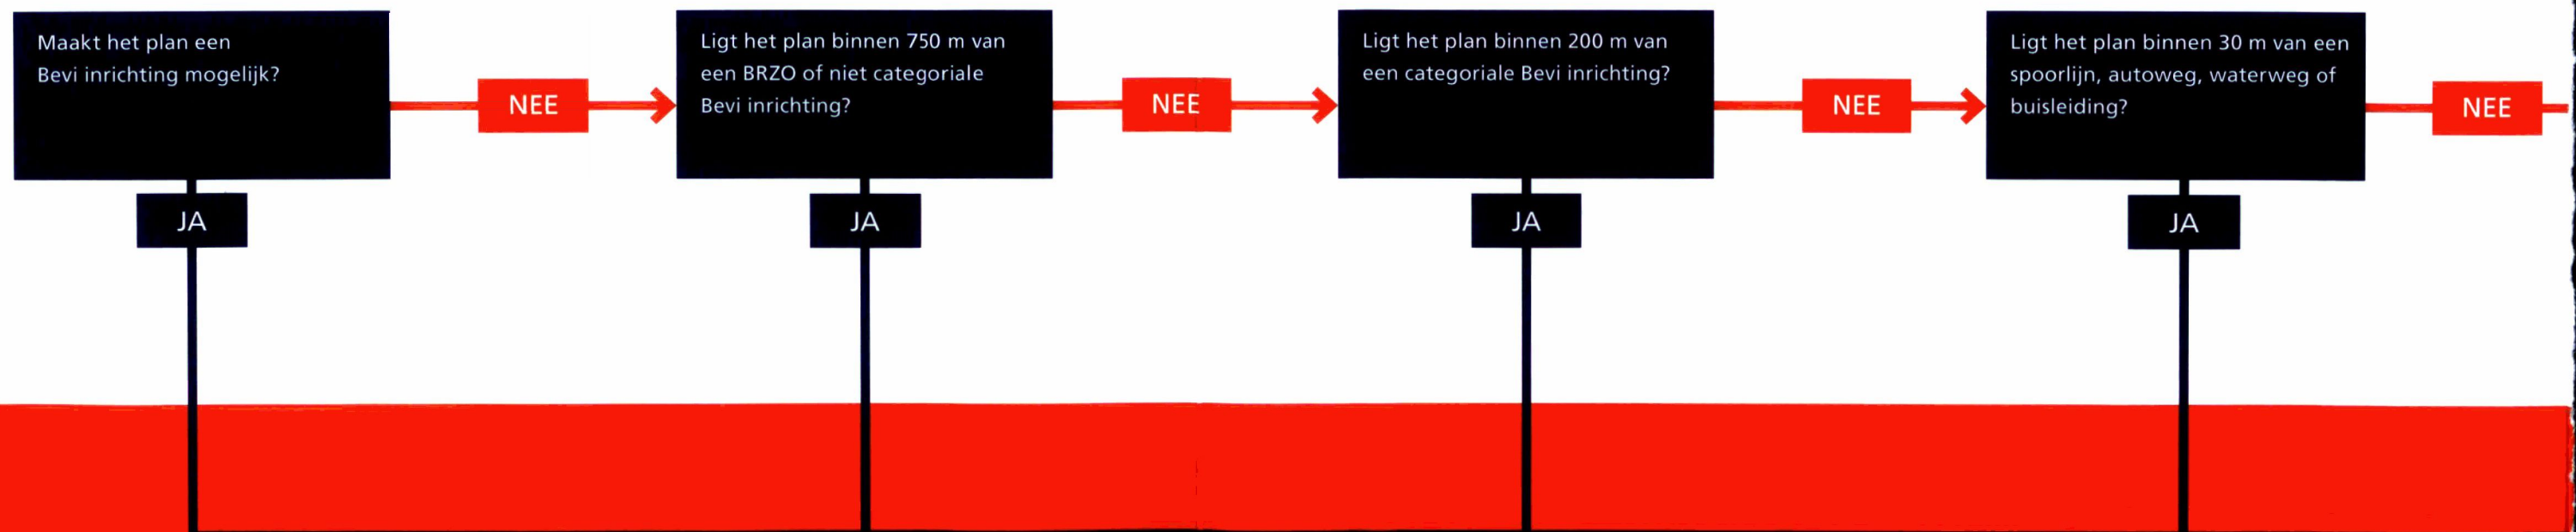 Maakt het plan een
Bevi inrichting mogelijk?
NEE
JA
Ligt het plan binnen 750 m van
een BRZO of niet categoriale
Bevi inrichting?
NEE
JA
Ligt het plan binnen 200 m van
een categoriale Bevi inrichting?
NEE
JA
Ligt het plan binnen 30 m van een
spoorlijn, autoweg, waterweg of
buisleiding?
NEE
JA